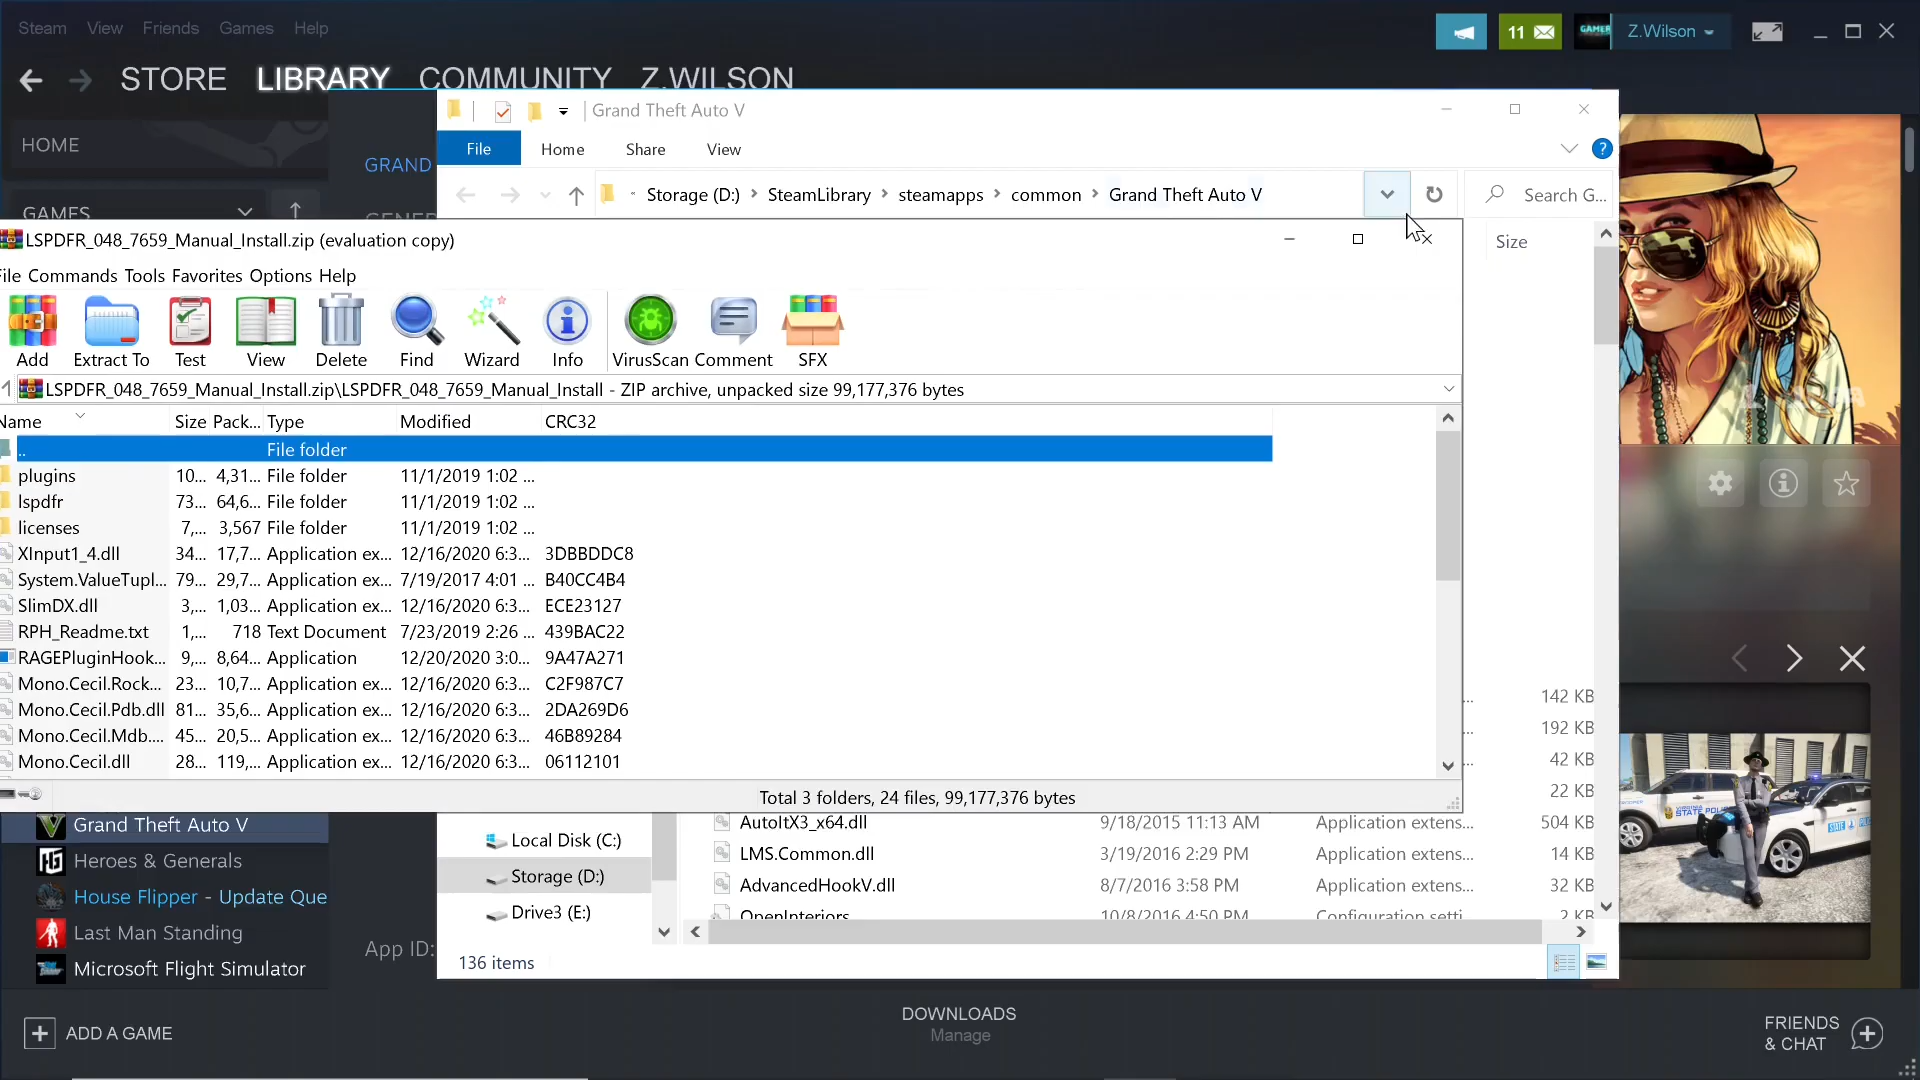 Steam View Friends Games Help
11
GAMER
Z.Wilson
STORE LIBRARY COMMUNITY Z.WILSON
HOME
GAMES
GRAND
Grand Theft Auto V
File Home Share View
Storage (D:) > SteamLibrary > steamapps > common > Grand Theft Auto V
Search G...
Size
LSPDFR_048_7659_Manual_Install.zip (evaluation copy)
File Commands Tools Favorites Options Help
Add Extract To Test View Delete Find Wizard Info VirusScan Comment SFX
LSPDFR_048_7659_Manual_Install.zip\LSPDFR_048_7659_Manual_Install - ZIP archive, unpacked size 99,177,376 bytes
Name Size Pack... Type Modified CRC32
.. File folder
plugins 10... 4,31... File folder 11/1/2019 1:02 ...
lspdfr 73... 64,6... File folder 11/1/2019 1:02 ...
licenses 7,... 3,567 File folder 11/1/2019 1:02 ...
XInput1_4.dll 34... 17,7... Application ex... 12/16/2020 6:3... 3DBBDDC8
System.ValueTupl... 79... 29,7... Application ex... 7/19/2017 4:01 ... B40CC4B4
SlimDX.dll 3,... 1,03... Application ex... 12/16/2020 6:3... ECE23127
RPH_Readme.txt 1,... 718 Text Document 7/23/2019 2:26 ... 439BAC22
RAGEPluginHook... 9,... 8,64... Application 12/20/2020 3:0... 9A47A271
Mono.Cecil.Rock... 23... 10,7... Application ex... 12/16/2020 6:3... C2F987C7
Mono.Cecil.Pdb.dll 81... 35,6... Application ex... 12/16/2020 6:3... 2DA269D6
Mono.Cecil.Mdb.... 45... 20,5... Application ex... 12/16/2020 6:3... 46B89284
Mono.Cecil.dll 28... 119,... Application ex... 12/16/2020 6:3... 06112101
Total 3 folders, 24 files, 99,177,376 bytes
... 142 KB
... 192 KB
... 42 KB
22 KB
AutoItX3_x64.dll 9/18/2015 11:13 AM Application extens... 504 KB
LMS.Common.dll 3/19/2016 2:29 PM Application extens... 14 KB
AdvancedHookV.dll 8/7/2016 3:58 PM Application extens... 32 KB
OpenInteriors 10/8/2016 4:50 PM Configuration setti... 2 KB
Local Disk (C:)
Storage (D:)
Drive3 (E:)
136 items
Grand Theft Auto V
Heroes & Generals
House Flipper - Update Que
Last Man Standing
Microsoft Flight Simulator
App ID:
STATE
ADD A GAME
DOWNLOADS
Manage
FRIENDS
& CHAT